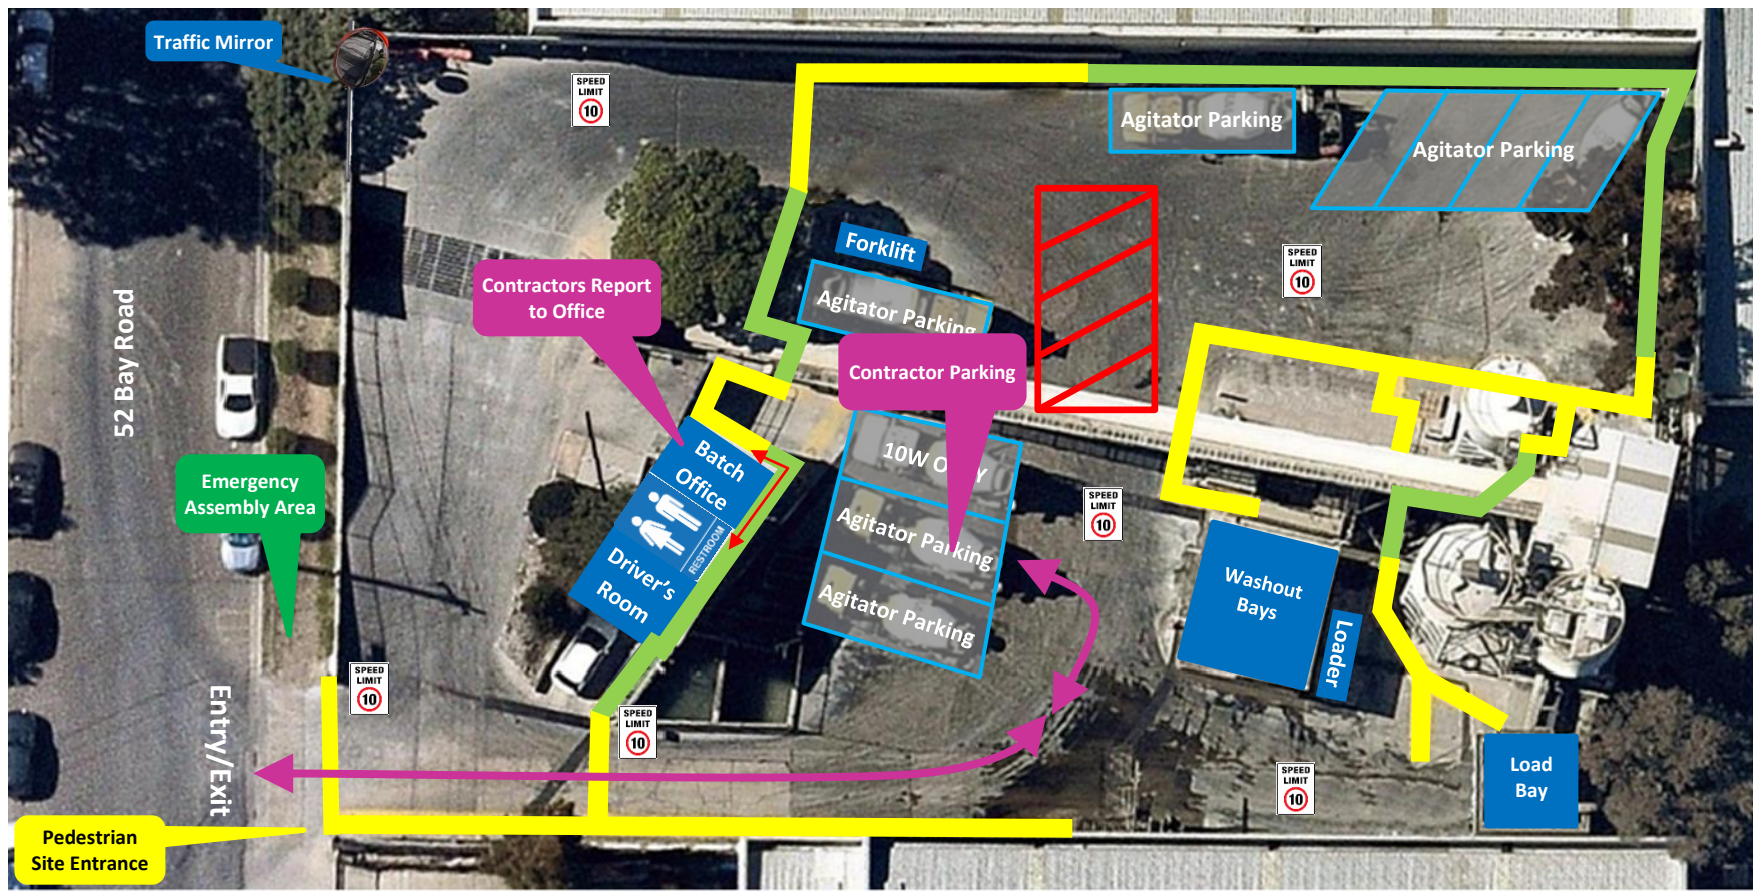 Traffic Mirror
SPEED
LIMIT
10
Agitator Parking
Agitator Parking
Forklift
Agitator Parking
SPEED
LIMIT
10
Contractors Report
to Office
52 Bay Road
Contractor Parking
10W O Y
Batch
Office
Emergency
Assembly Area
SPEED
LIMIT
10
Agitator Parking
RESTROOM
Driver's
Room
Agitator Parking
Washout
Bays
Loader
SPEED
LIMIT
10
SPEED
LIMIT
10
Entry/Exit
SPEED
LIMIT
10
Load
Bay
Pedestrian
Site Entrance